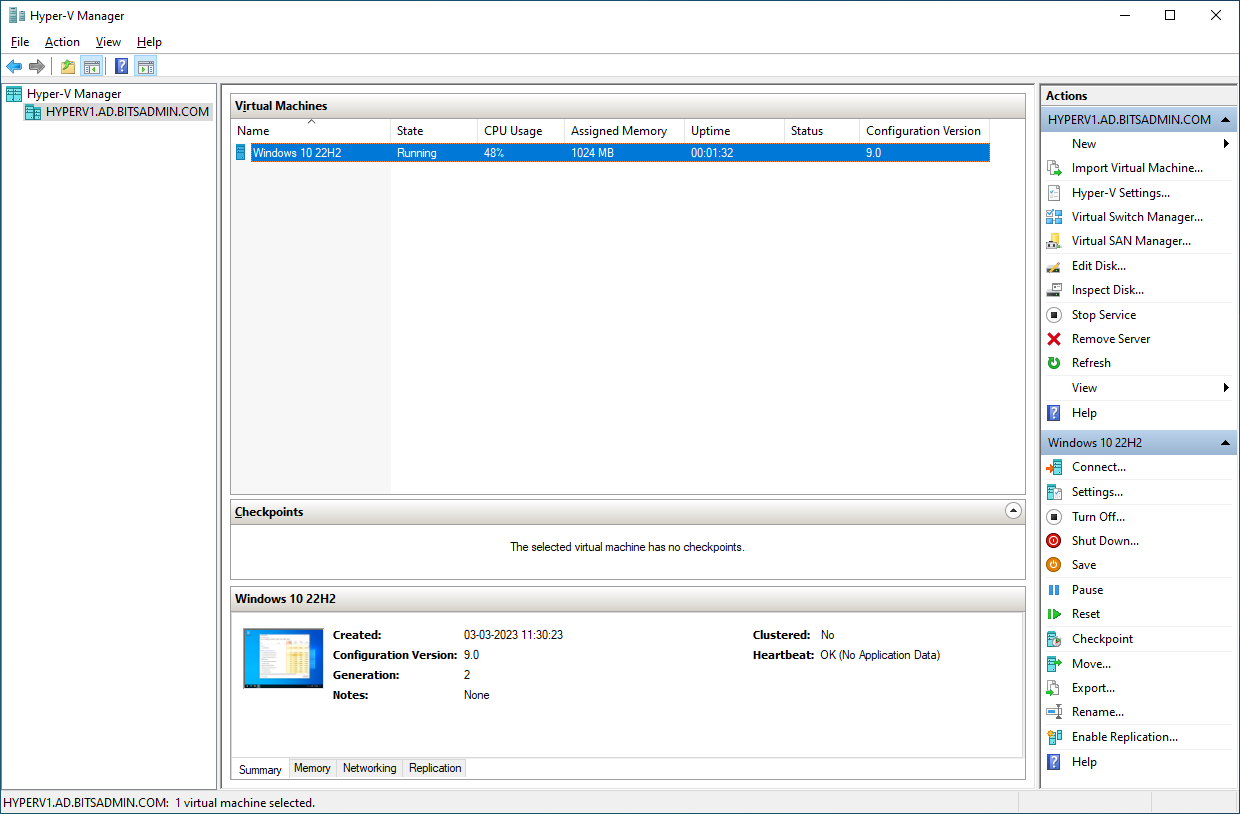 Hyper-V Manager
File Action View Help
Hyper-V Manager
HYPERV1.AD.BITSADMIN.COM
Virtual Machines
Name State CPU Usage Assigned Memory Uptime Status Configuration Version
Windows 10 22H2 Running 48% 1024 MB 00:01:32 9.0
Checkpoints
The selected virtual machine has no checkpoints.
Windows 10 22H2
Created: 03-03-2023 11:30:23 Clustered: No
Configuration Version: 9.0 Heartbeat: OK (No Application Data)
Generation: 2
Notes: None
Summary Memory Networking Replication
Actions
HYPERV1.AD.BITSADMIN.COM
New
Import Virtual Machine...
Hyper-V Settings...
Virtual Switch Manager...
Virtual SAN Manager...
Edit Disk...
Inspect Disk...
Stop Service
Remove Server
Refresh
View
Help
Windows 10 22H2
Connect...
Settings...
Turn Off...
Shut Down...
Save
Pause
Reset
Checkpoint
Move...
Export...
Rename...
Enable Replication...
Help
HYPERV1.AD.BITSADMIN.COM: 1 virtual machine selected.